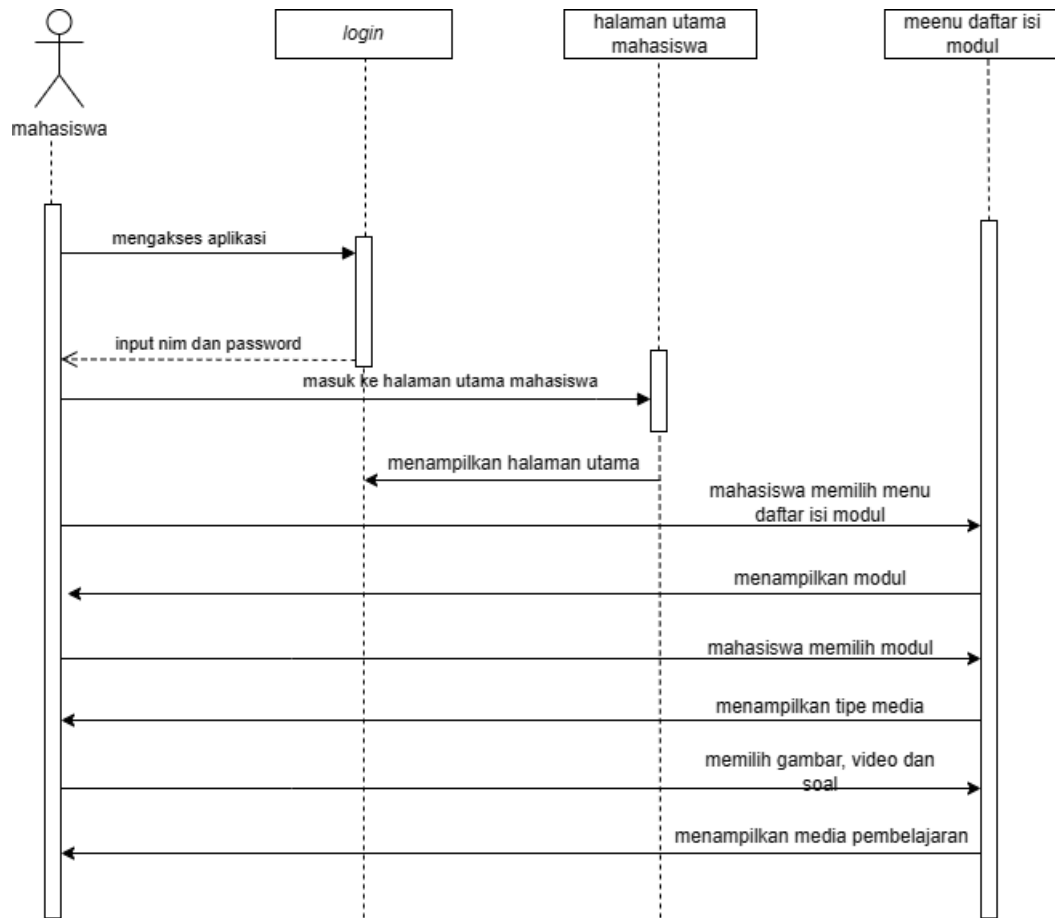 login
halaman utama
mahasiswa
meenu daftar isi
modul
mahasiswa
mengakses aplikasi
input nim dan password
masuk ke halaman utama mahasiswa
menampilkan halaman utama
mahasiswa memilih menu
daftar isi modul
menampilkan modul
mahasiswa memilih modul
menampilkan tipe media
memilih gambar, video dan
soal
menampilkan media pembelajaran